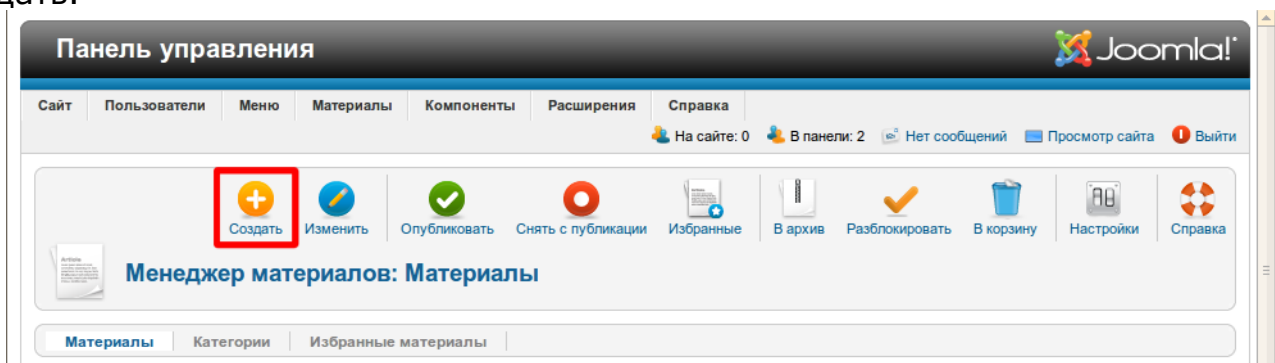 дать.
Панель управления
Joomla!
Сайт Пользователи Меню Материалы Компоненты Расширения Справка
На сайте: 0 В панели: 2 Нет сообщений Просмотр сайта Выйти
Создать Изменить Опубликовать Снять с публикации Избранные В архив Разблокировать В корзину Настройки Справка
Менеджер материалов: Материалы
Материалы Категории Избранные материалы